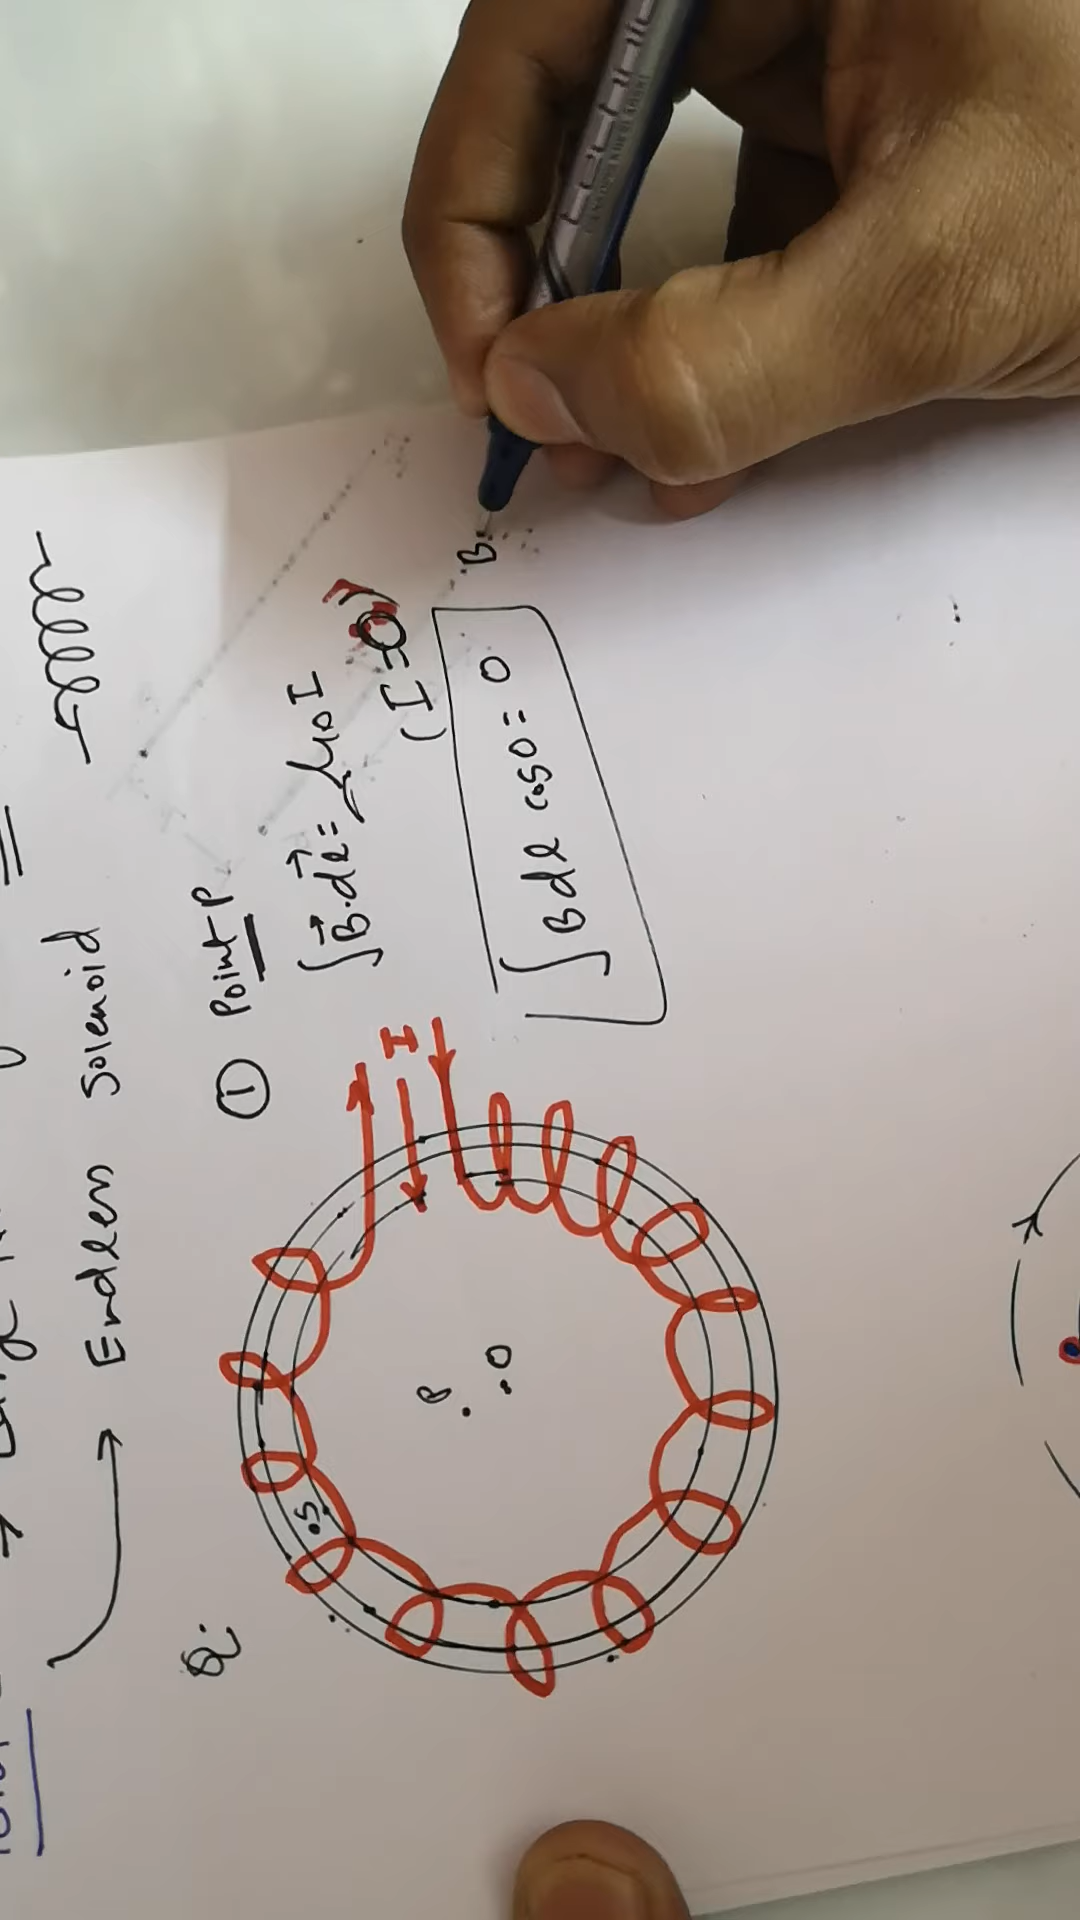 Endless Solenoid
① Point P
∫B⃗.dl⃗ = μ0I
(I=0)
∫B dl cos0 = 0
B
I
P
.O
.S
Q.